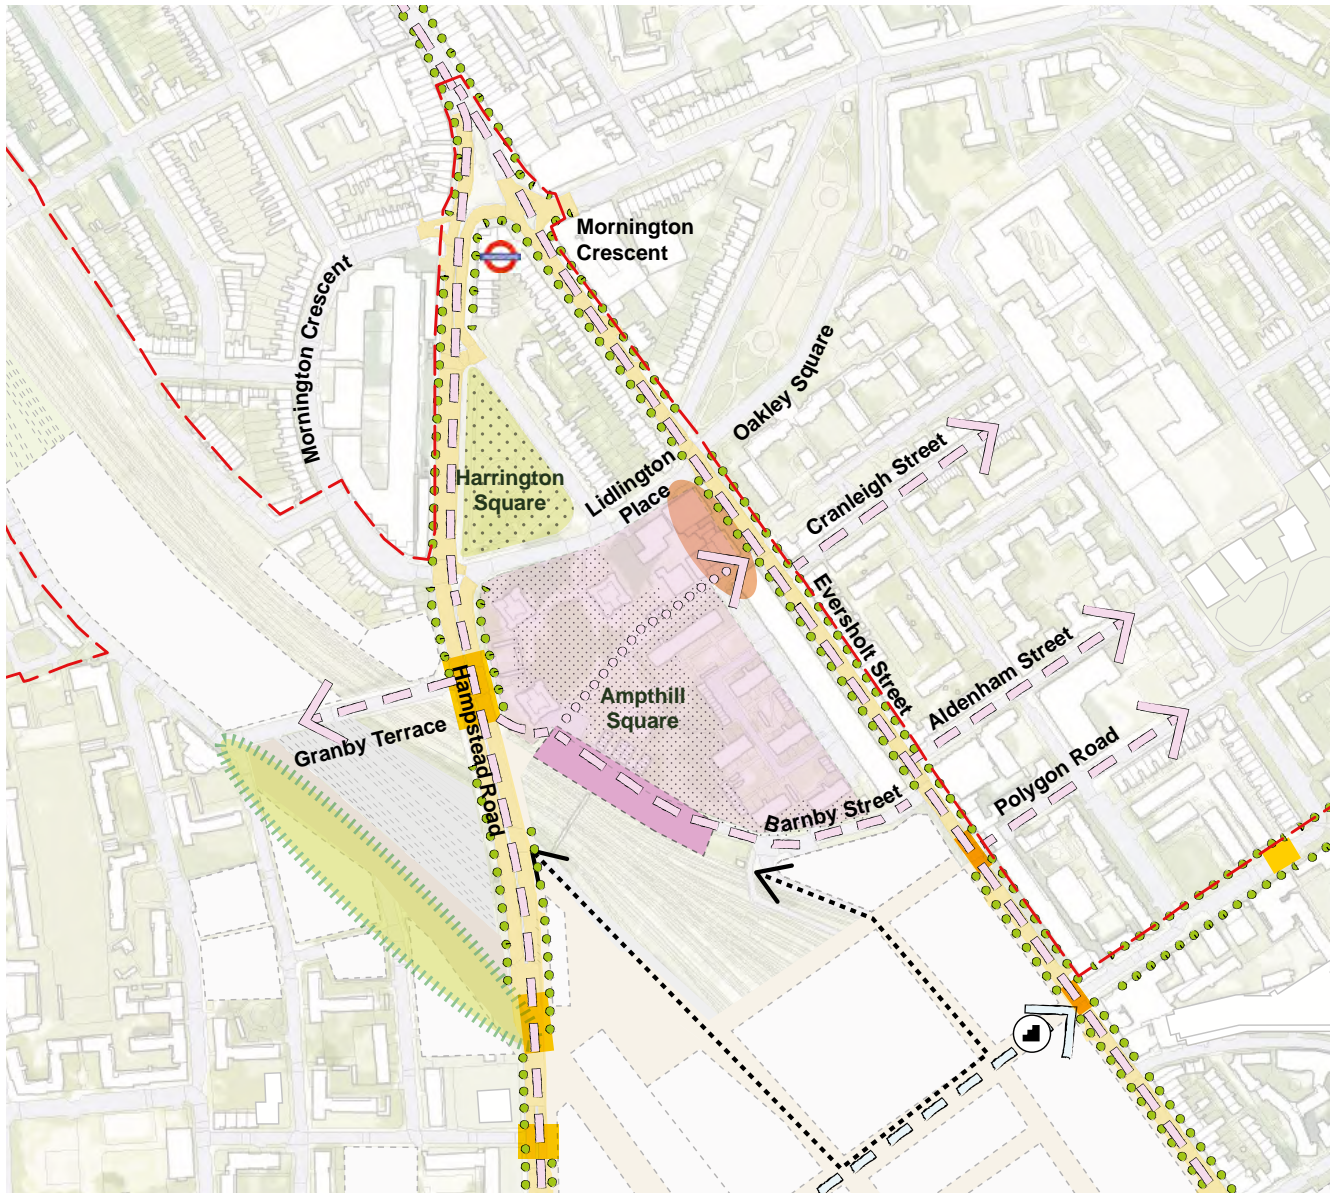 Mornington
Crescent
Mornington Crescent
Oakley Square
Cranleigh Street
Lidlington
Place
Harrington
Square
Eversholt Street
Aldenham Street
Ampthill
Square
Hampstead Road
Granby Terrace
Polygon Road
Barnby Street